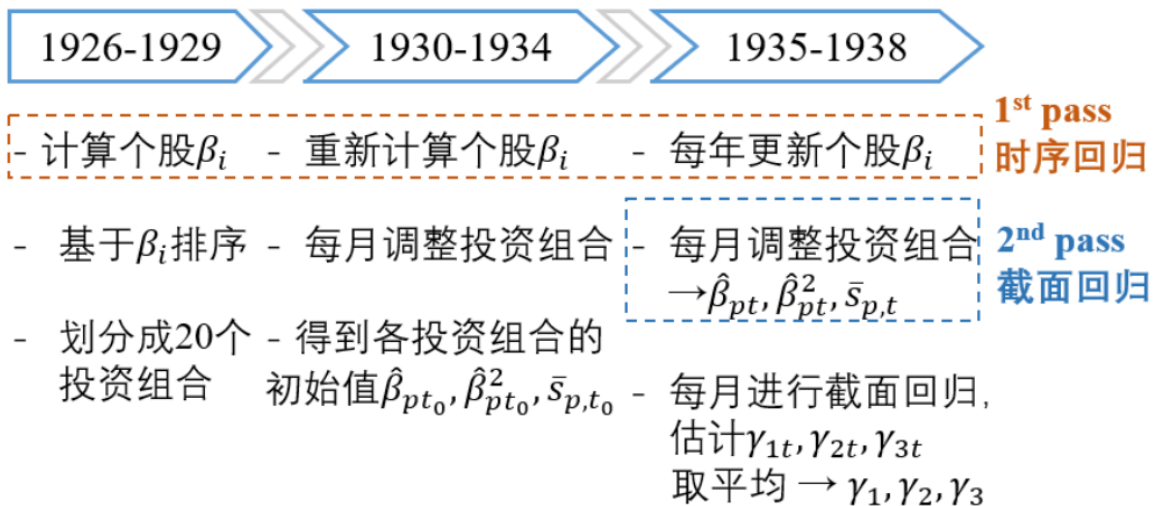 1926-1929
1930-1934
1935-1938
- 计算个股βᵢ
- 重新计算个股βᵢ
- 每年更新个股βᵢ
1ˢᵗ pass
时序回归
- 基于βᵢ排序
- 每月调整投资组合
- 每月调整投资组合
→β̂ₚₜ, β̂²ₚₜ, s̄ₚ,ₜ
2ⁿᵈ pass
截面回归
- 划分成20个
投资组合
- 得到各投资组合的
初始值β̂ₚₜ₀, β̂²ₚₜ₀, s̄ₚ,ₜ₀
- 每月进行截面回归,
估计γ₁ₜ, γ₂ₜ, γ₃ₜ
取平均 → γ₁, γ₂, γ₃